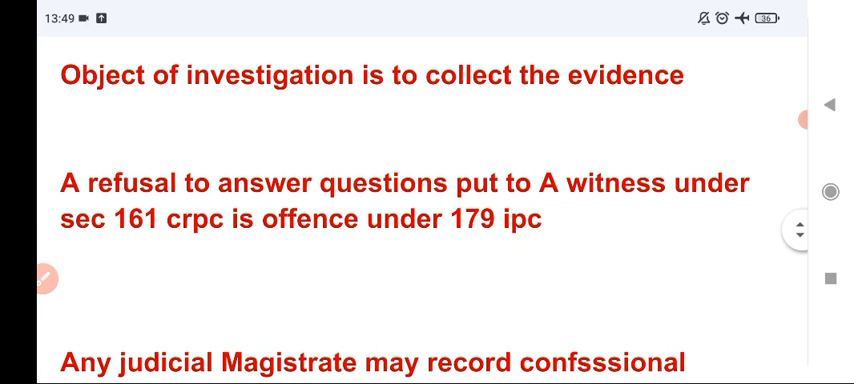 13:49
36
Object of investigation is to collect the evidence
A refusal to answer questions put to A witness under
sec 161 crpc is offence under 179 ipc
Any judicial Magistrate may record confsssional